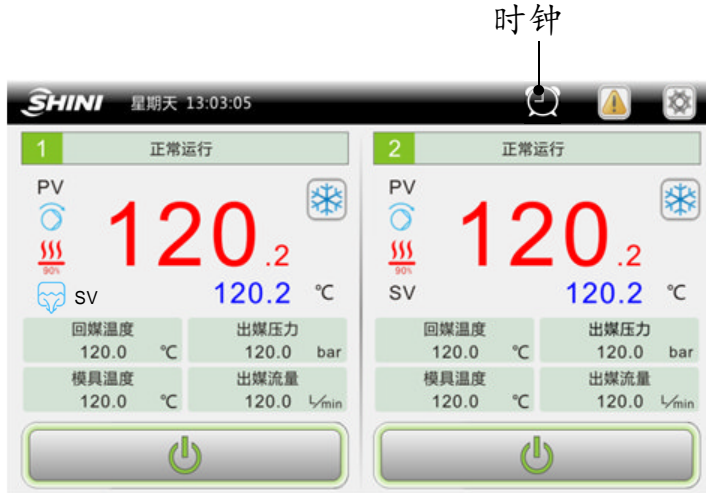 时钟
SHINI 星期天 13:03:05
1 正常运行
PV
120.2
90%
SV 120.2 ℃
回媒温度
120.0 ℃
出媒压力
120.0 bar
模具温度
120.0 ℃
出媒流量
120.0 L/min
2 正常运行
PV
120.2
90%
SV 120.2 ℃
回媒温度
120.0 ℃
出媒压力
120.0 bar
模具温度
120.0 ℃
出媒流量
120.0 L/min